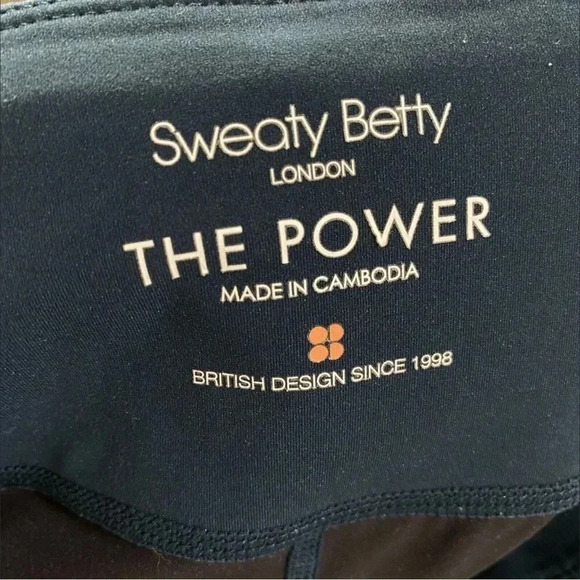 Sweaty Betty
LONDON
THE POWER
MADE IN CAMBODIA
BRITISH DESIGN SINCE 1998